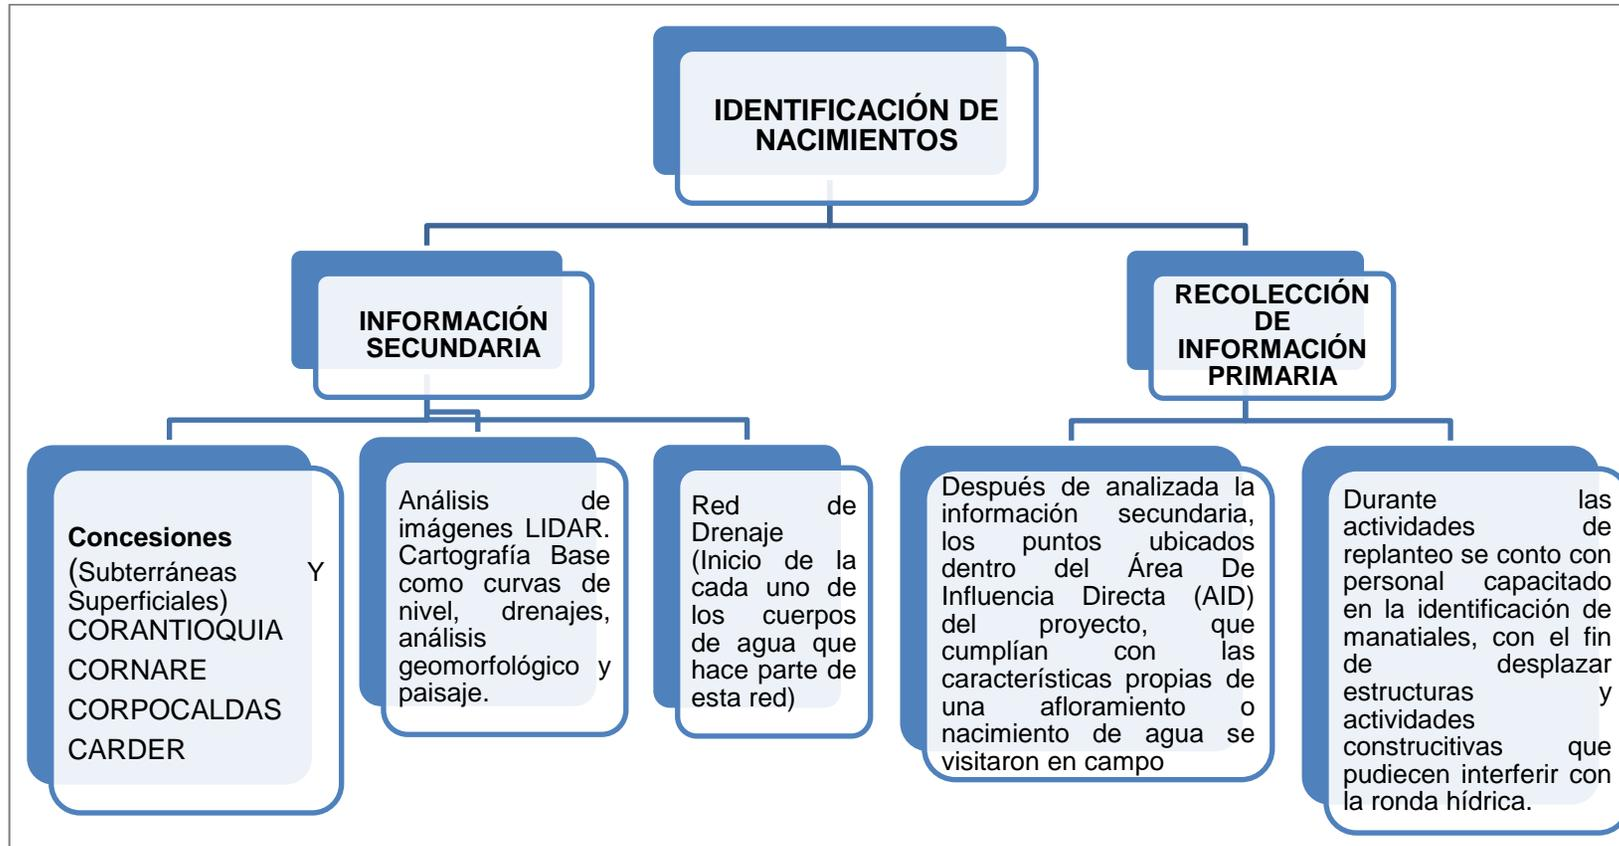 IDENTIFICACIÓN DE
NACIMIENTOS
INFORMACIÓN
SECUNDARIA
RECOLECCIÓN
DE
INFORMACIÓN
PRIMARIA
Concesiones
(Subterráneas Y
Superficiales)
CORANTIOQUIA
CORNARE
CORPOCALDAS
CARDER
Análisis de
imágenes LIDAR.
Cartografía Base
como curvas de
nivel, drenajes,
análisis
geomorfológico y
paisaje.
Red de
Drenaje
(Inicio de la
cada uno de
los cuerpos
de agua que
hace parte de
esta red)
Después de analizada la
información secundaria,
los puntos ubicados
dentro del Área De
Influencia Directa (AID)
del proyecto, que
cumplían con las
características propias de
una afloramiento o
nacimiento de agua se
visitaron en campo
Durante las
actividades de
replanteo se conto con
personal capacitado
en la identificación de
manatiales, con el fin
de desplazar
estructuras y
actividades
construcitivas que
pudiecen interferir con
la ronda hídrica.